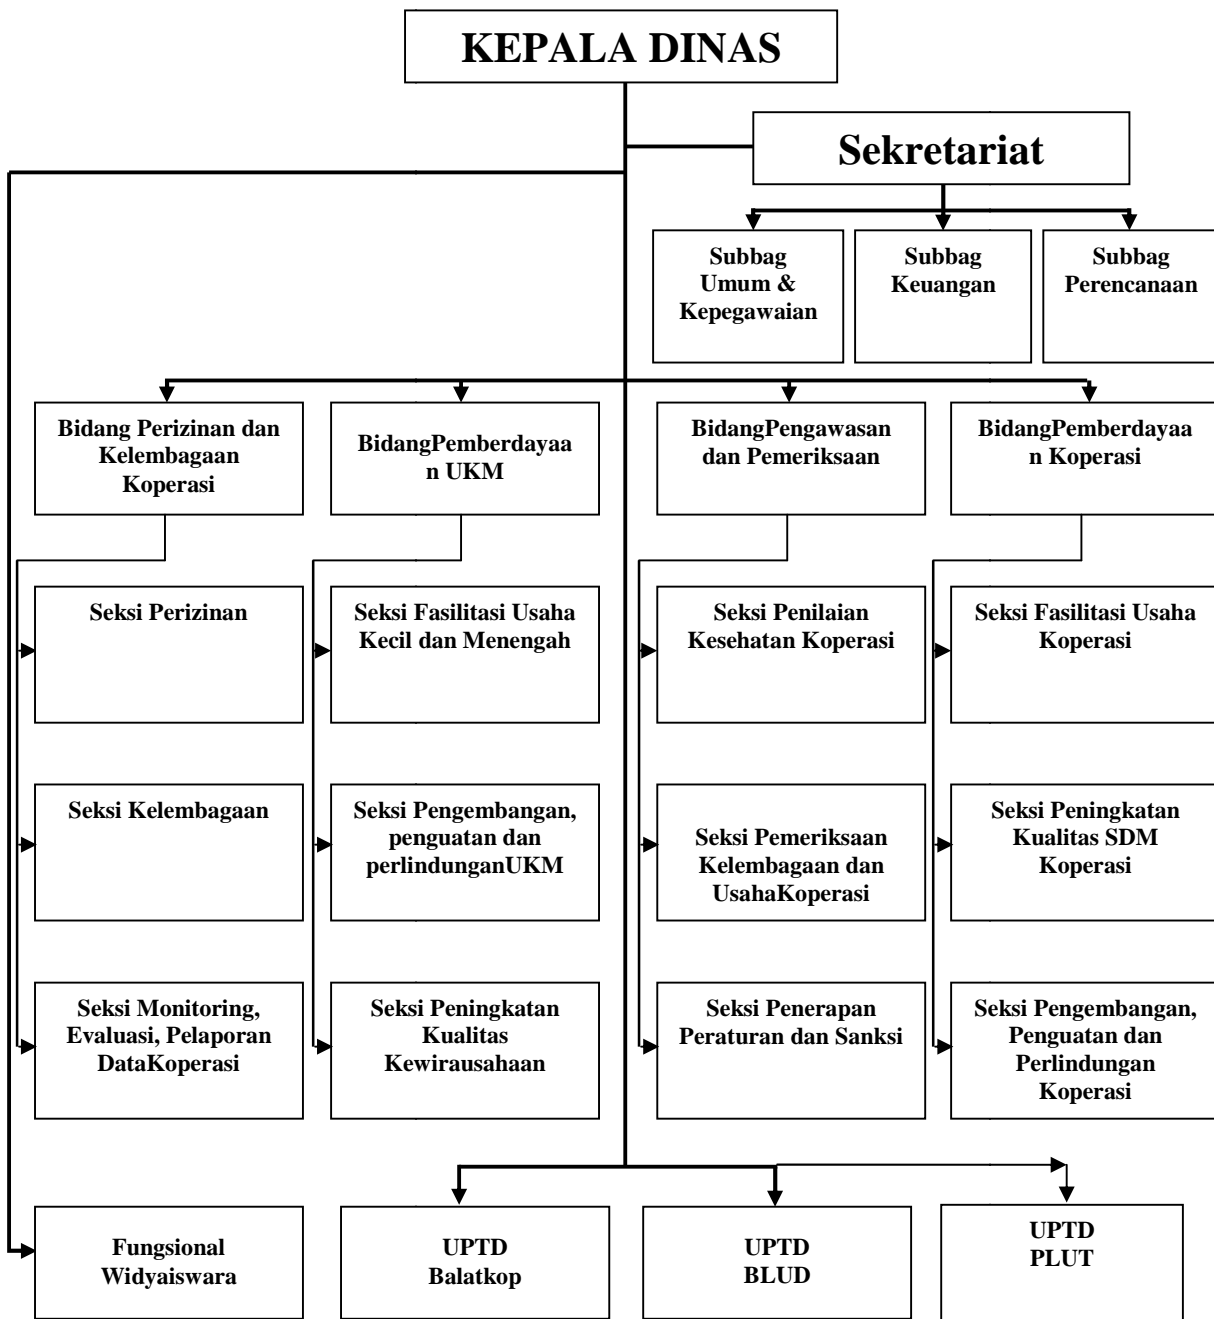 KEPALA DINAS
Sekretariat
Subbag
Umum &
Kepegawaian
Subbag
Keuangan
Subbag
Perencanaan
Bidang Perizinan dan
Kelembagaan
Koperasi
BidangPemberdayaa
n UKM
BidangPengawasan
dan Pemeriksaan
BidangPemberdayaa
n Koperasi
Seksi Perizinan
Seksi Fasilitasi Usaha
Kecil dan Menengah
Seksi Penilaian
Kesehatan Koperasi
Seksi Fasilitasi Usaha
Koperasi
Seksi Kelembagaan
Seksi Pengembangan,
penguatan dan
perlindunganUKM
Seksi Pemeriksaan
Kelembagaan dan
UsahaKoperasi
Seksi Peningkatan
Kualitas SDM
Koperasi
Seksi Monitoring,
Evaluasi, Pelaporan
DataKoperasi
Seksi Peningkatan
Kualitas
Kewirausahaan
Seksi Penerapan
Peraturan dan Sanksi
Seksi Pengembangan,
Penguatan dan
Perlindungan
Koperasi
Fungsional
Widyaiswara
UPTD
Balatkop
UPTD
BLUD
UPTD
PLUT